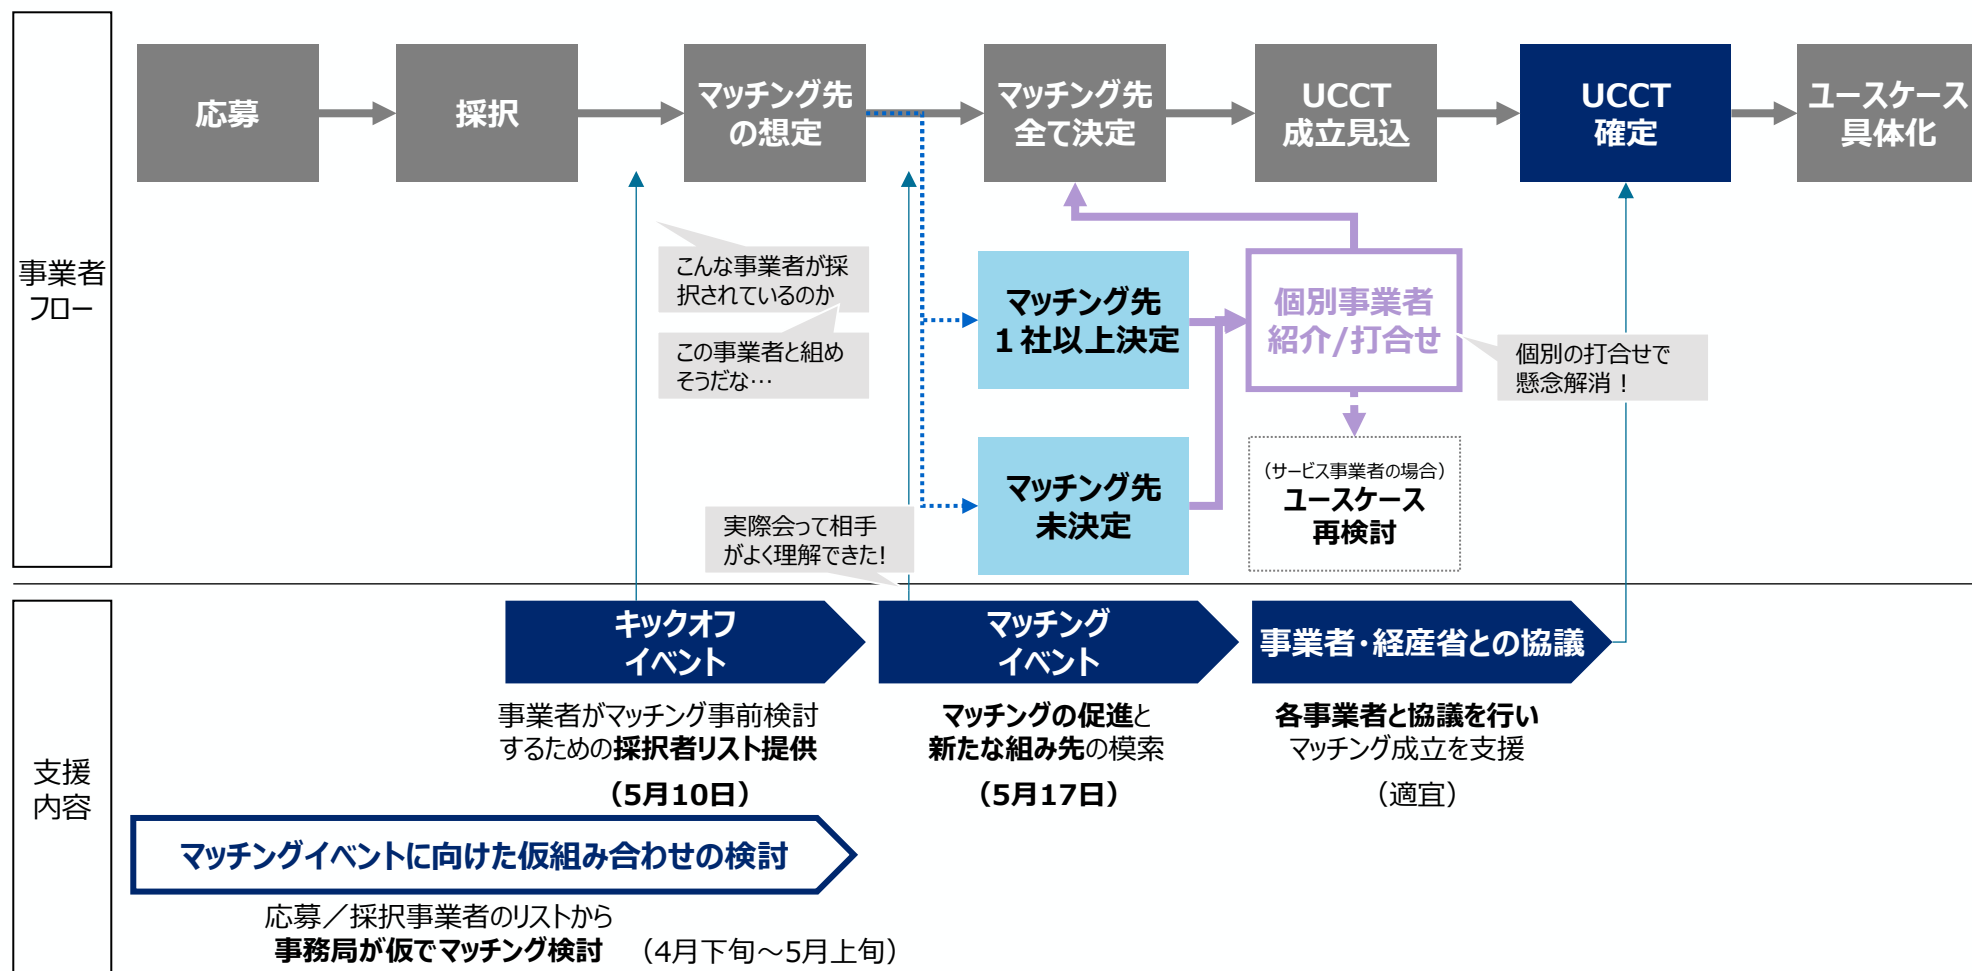 事業者
フロー
応募
採択
マッチング先
の想定
マッチング先
全て決定
UCCT
成立見込
UCCT
確定
ユースケース
具体化
こんな事業者が採
択されているのか
この事業者と組め
そうだな…
マッチング先
１社以上決定
個別事業者
紹介/打合せ
個別の打合せで
懸念解消！
マッチング先
未決定
（サービス事業者の場合）
ユースケース
再検討
実際会って相手
がよく理解できた!
支援
内容
キックオフ
イベント
事業者がマッチング事前検討
するための採択者リスト提供
（5月10日）
マッチング
イベント
マッチングの促進と
新たな組み先の模索
（5月17日）
事業者・経産省との協議
各事業者と協議を行い
マッチング成立を支援
（適宜）
マッチングイベントに向けた仮組み合わせの検討
応募／採択事業者のリストから
事務局が仮でマッチング検討　（4月下旬～5月上旬）